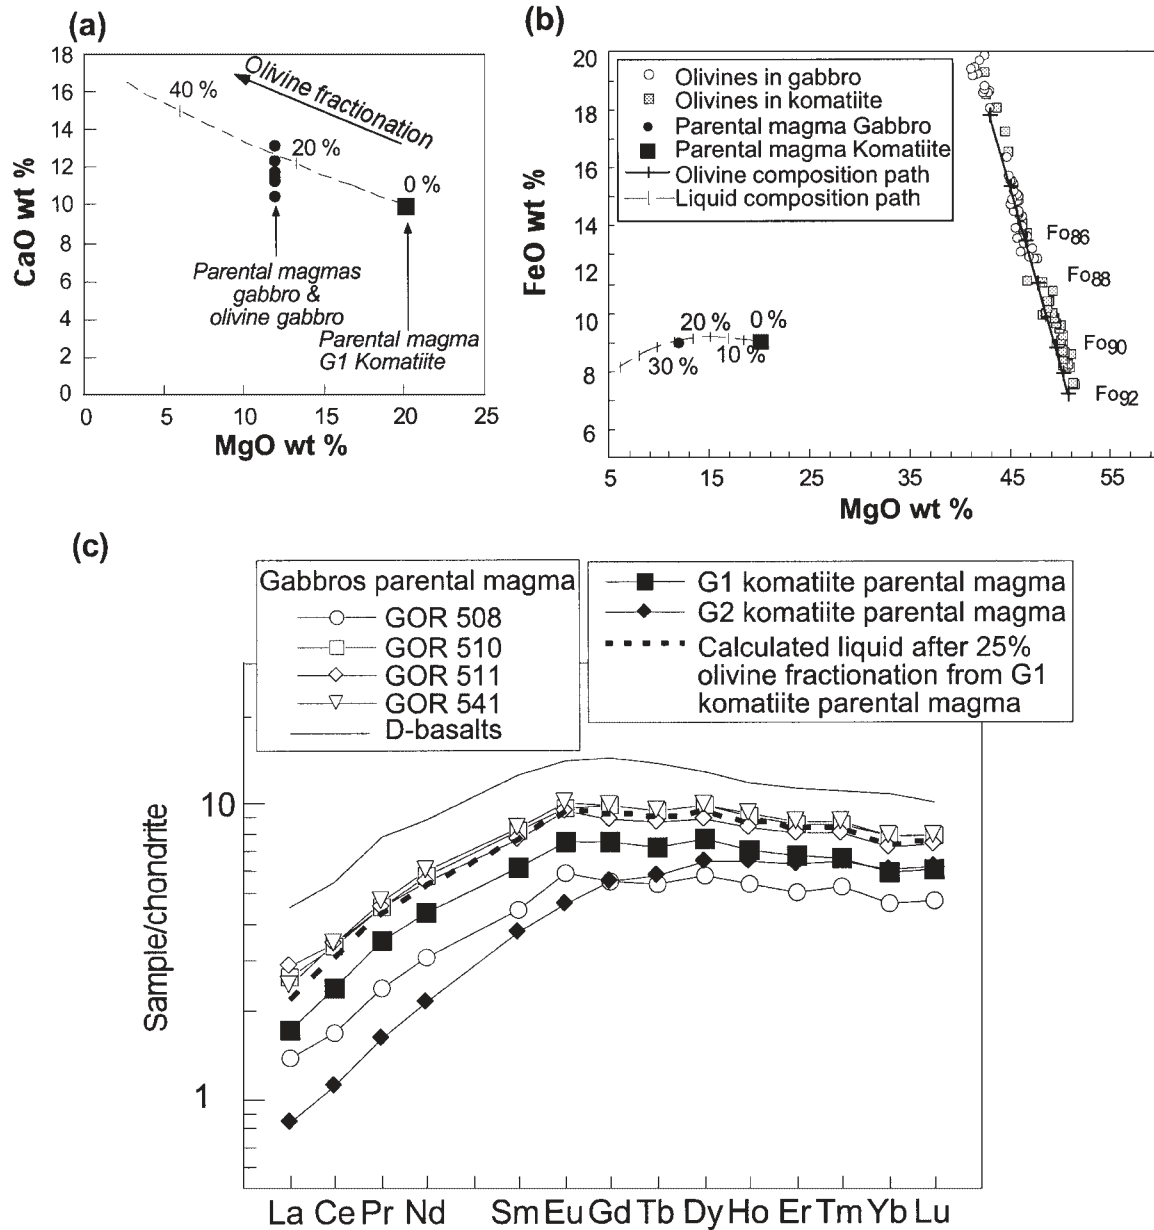 (a)
18
16
14
12
10
8
6
4
2
0
CaO wt %
0
5
10
15
20
25
MgO wt %
Olivine fractionation
40 %
20 %
0 %
Parental magmas
gabbro &
olivine gabbro
Parental magma
G1 Komatiite
(b)
20
18
16
14
12
10
8
6
FeO wt %
5
15
25
35
45
55
MgO wt %
Olivines in gabbro
Olivines in komatiite
Parental magma Gabbro
Parental magma Komatiite
Olivine composition path
Liquid composition path
Fo86
Fo88
Fo90
Fo92
0 %
20 %
10 %
30 %
(c)
Gabbros parental magma
GOR 508
GOR 510
GOR 511
GOR 541
D-basalts
G1 komatiite parental magma
G2 komatiite parental magma
Calculated liquid after 25%
olivine fractionation from G1
komatiite parental magma
10
1
Sample/chondrite
La Ce Pr Nd Sm Eu Gd Tb Dy Ho Er Tm Yb Lu